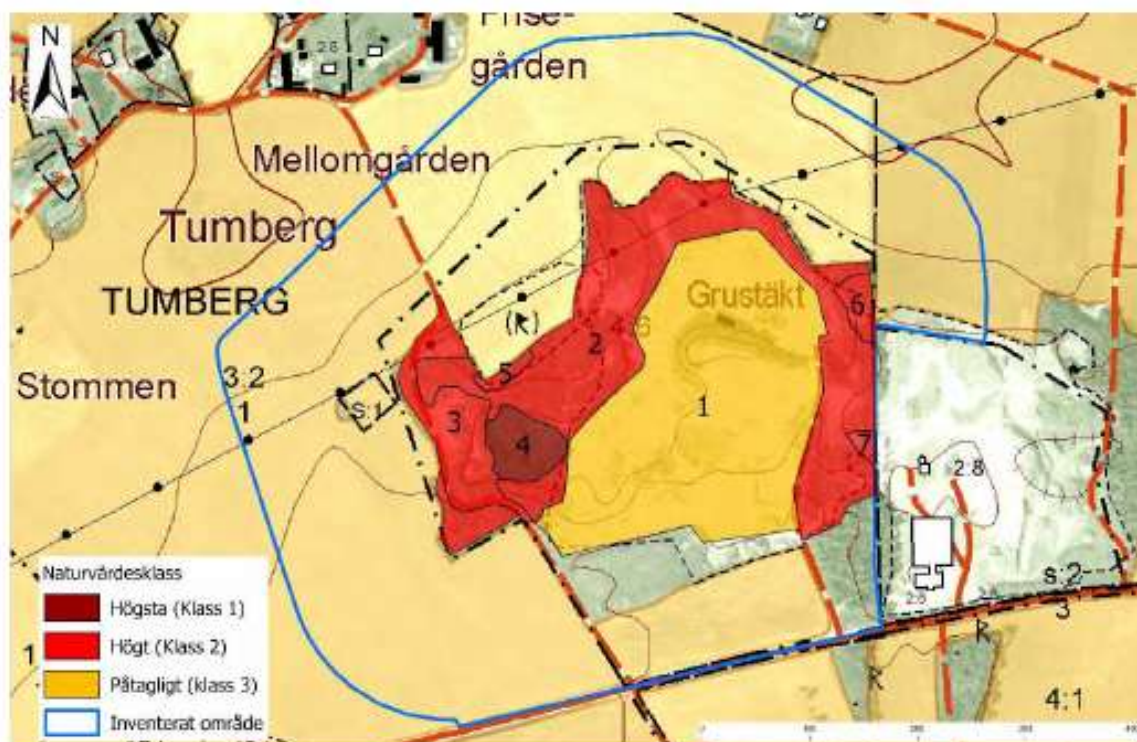 N
Frise-
gården
2:6
Mellomgården
Tumberg
TUMBERG
Stommen
3:2
1
S:1
(R)
Grustäkt
6
2
5
3
4
1
7
2:8
s:2
3
R
R
4:1
1
Naturvärdesklass
Högsta (Klass 1)
Högt (Klass 2)
Påtagligt (klass 3)
Inventerat område